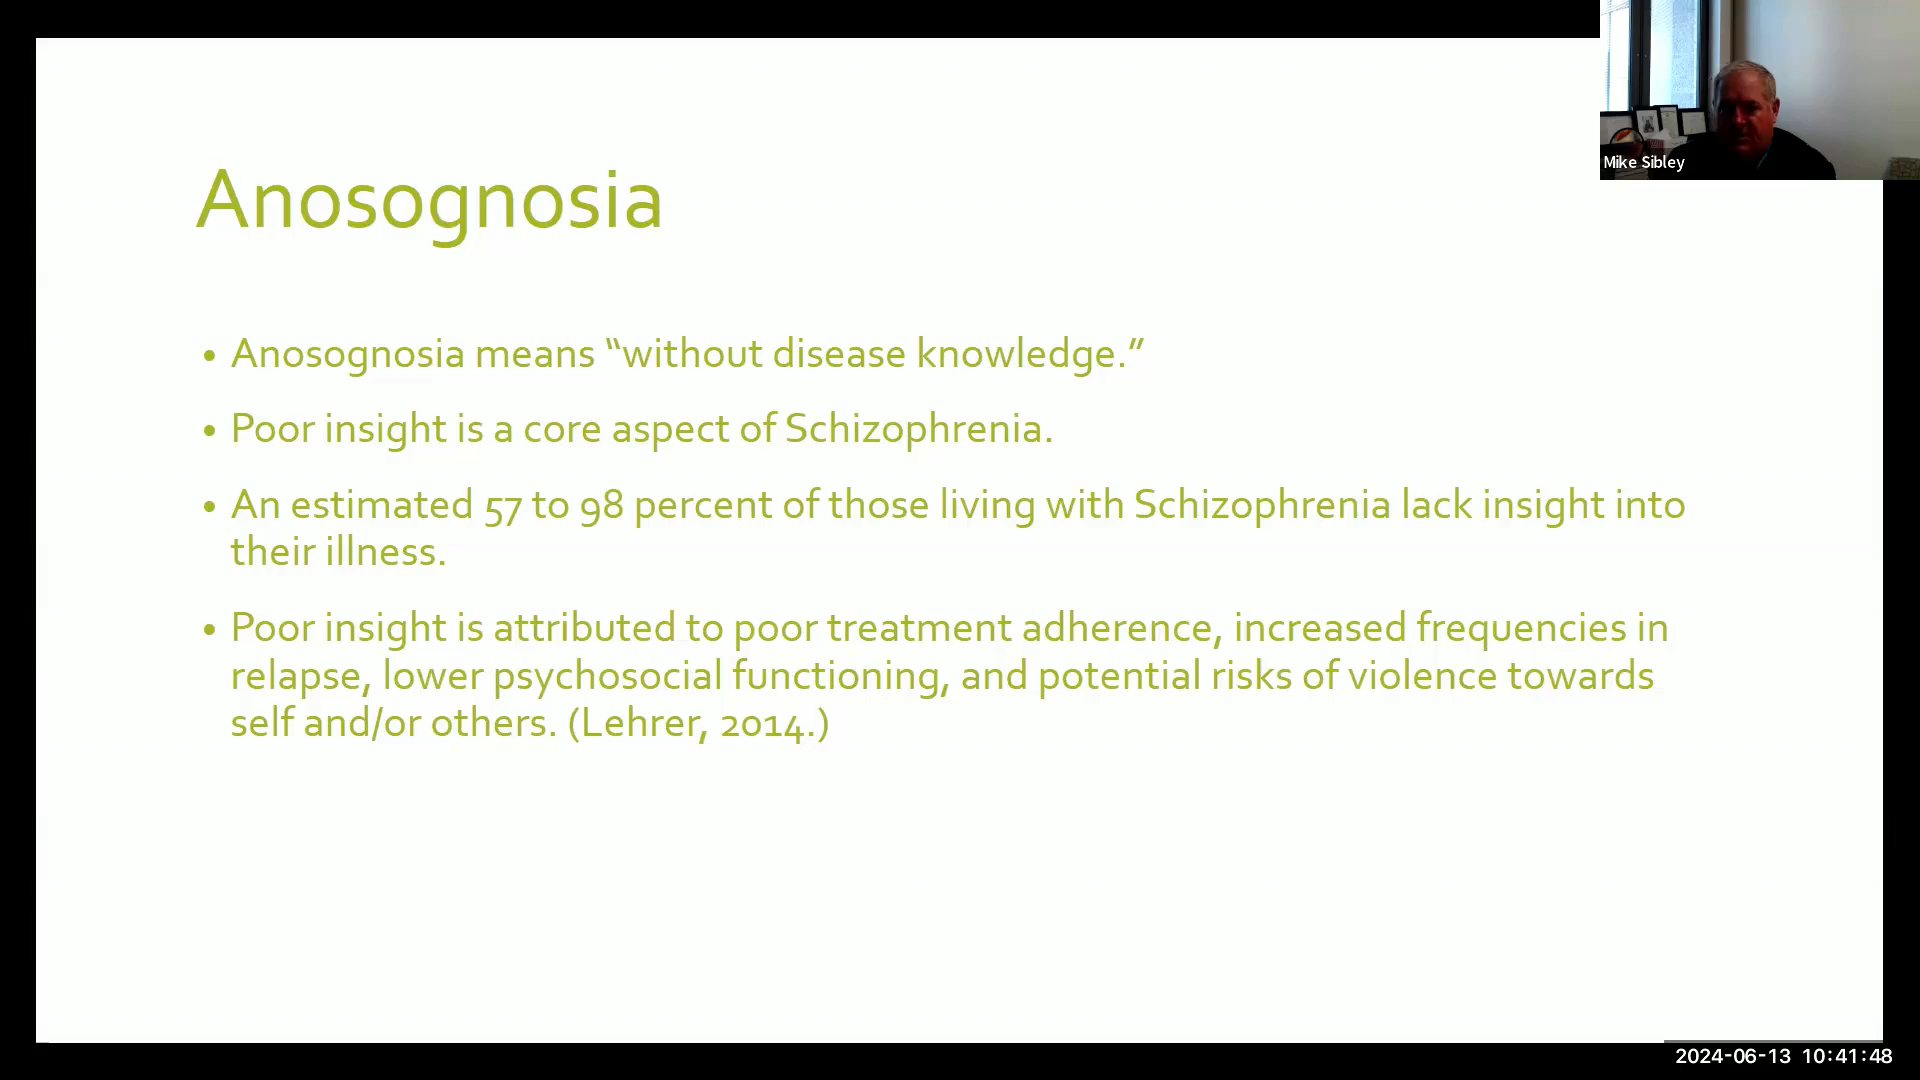 Mike Sibley
Anosognosia
• Anosognosia means “without disease knowledge.”
• Poor insight is a core aspect of Schizophrenia.
• An estimated 57 to 98 percent of those living with Schizophrenia lack insight into
their illness.
• Poor insight is attributed to poor treatment adherence, increased frequencies in
relapse, lower psychosocial functioning, and potential risks of violence towards
self and/or others. (Lehrer, 2014.)
2024-06-13 10:41:48